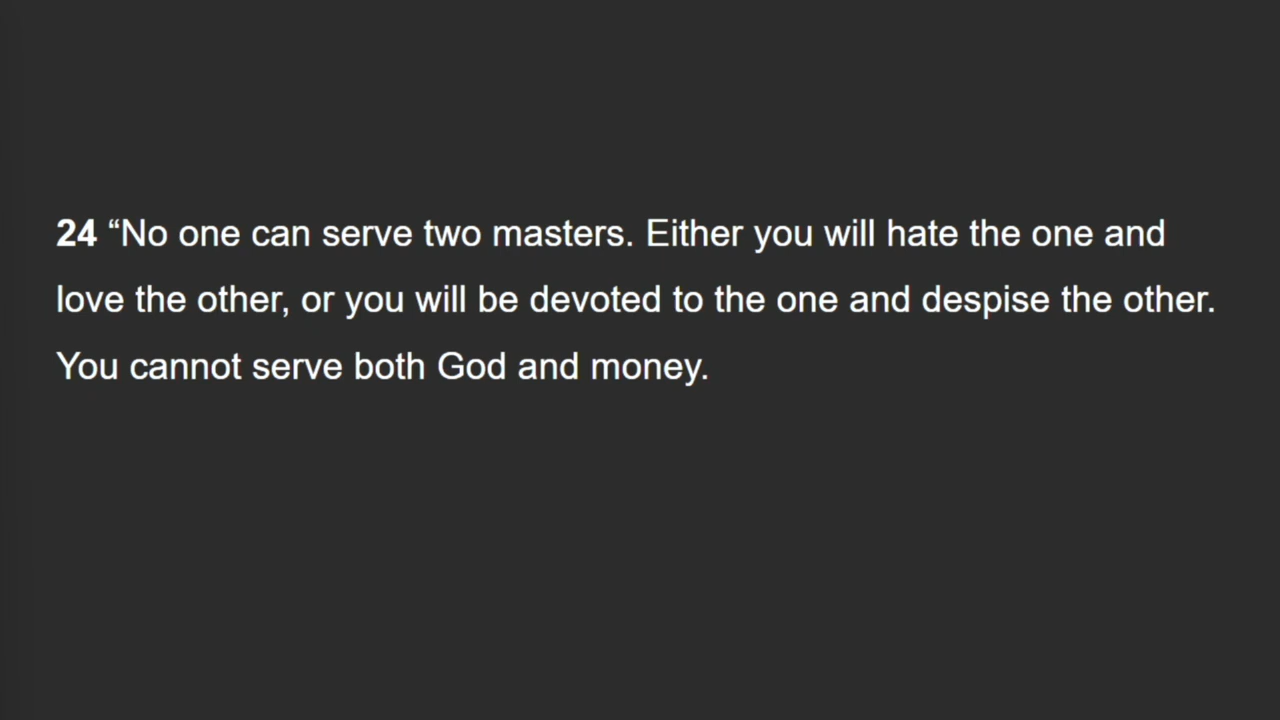 24 “No one can serve two masters. Either you will hate the one and
love the other, or you will be devoted to the one and despise the other.
You cannot serve both God and money.